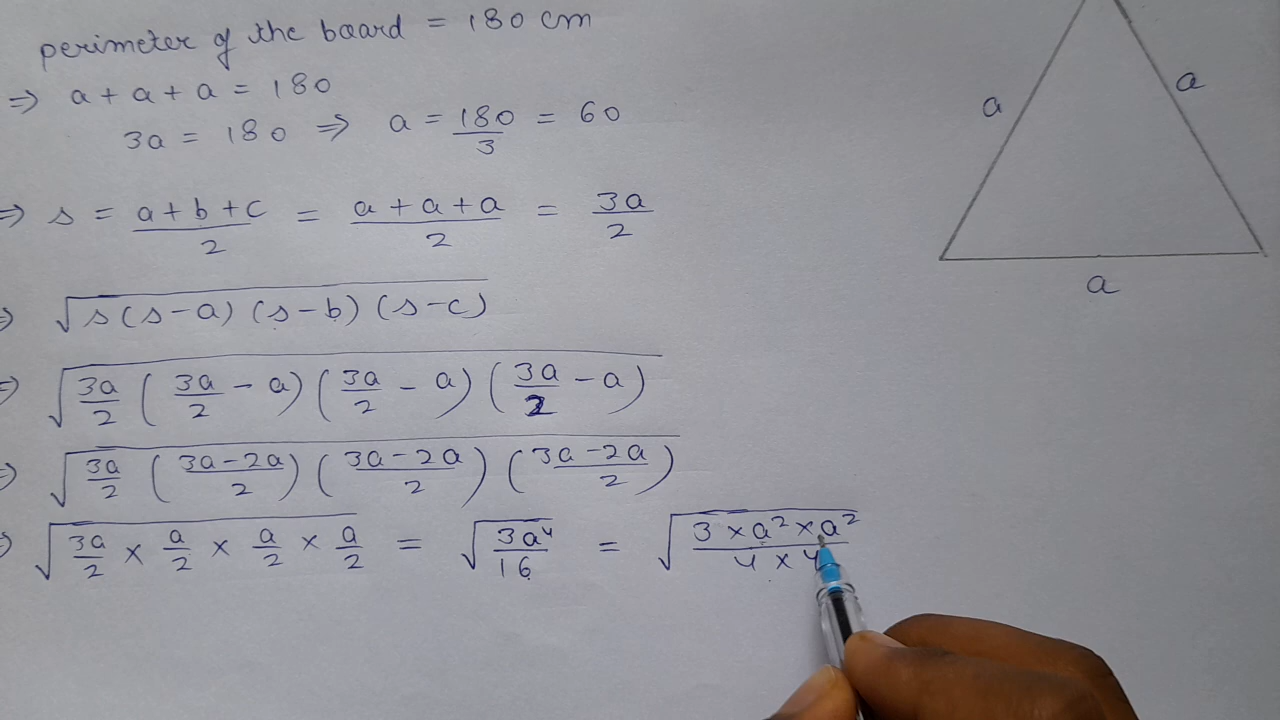 perimeter of the board = 180 cm
⇒ a + a + a = 180
3a = 180 ⇒ a = 180/3 = 60
⇒ s = (a+b+c)/2 = (a+a+a)/2 = 3a/2
⇒ √(s(s-a)(s-b)(s-c))
⇒ √(3a/2 (3a/2 - a)(3a/2 - a)(3a/2 - a))
⇒ √(3a/2 ((3a-2a)/2)((3a-2a)/2)((3a-2a)/2))
⇒ √(3a/2 × a/2 × a/2 × a/2) = √(3a⁴/16) = √((3×a²×a²)/(4×4))
a
a
a